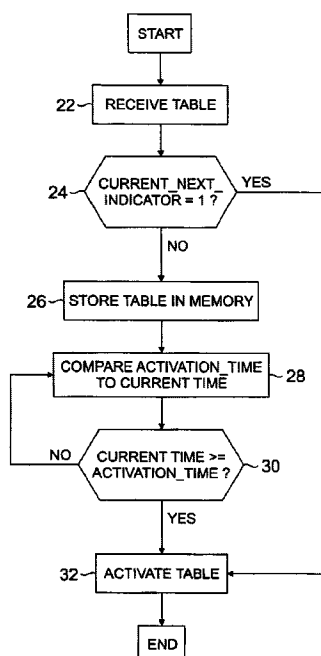 START
22
RECEIVE TABLE
24
CURRENT_NEXT_
INDICATOR = 1 ?
YES
NO
26
STORE TABLE IN MEMORY
COMPARE ACTIVATION_TIME
TO CURRENT TIME
28
NO
CURRENT TIME >=
ACTIVATION_TIME ?
30
YES
32
ACTIVATE TABLE
END